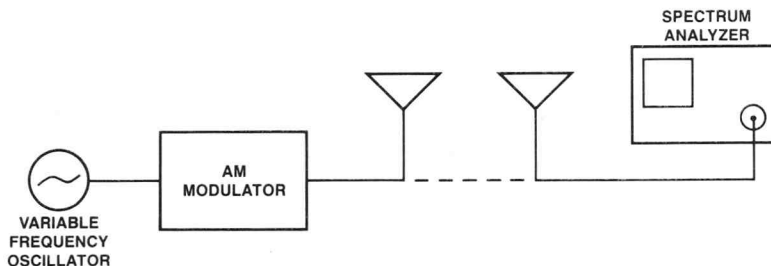 SPECTRUM
ANALYZER
AM
MODULATOR
VARIABLE
FREQUENCY
OSCILLATOR